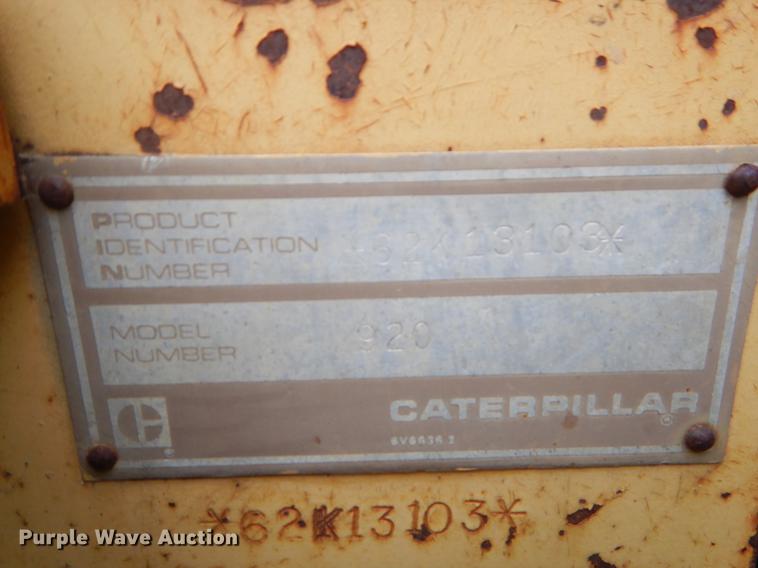 PRODUCT
IDENTIFICATION
NUMBER
*62K13103*
MODEL
NUMBER
920
CATERPILLAR
*62K13103*
Purple Wave Auction